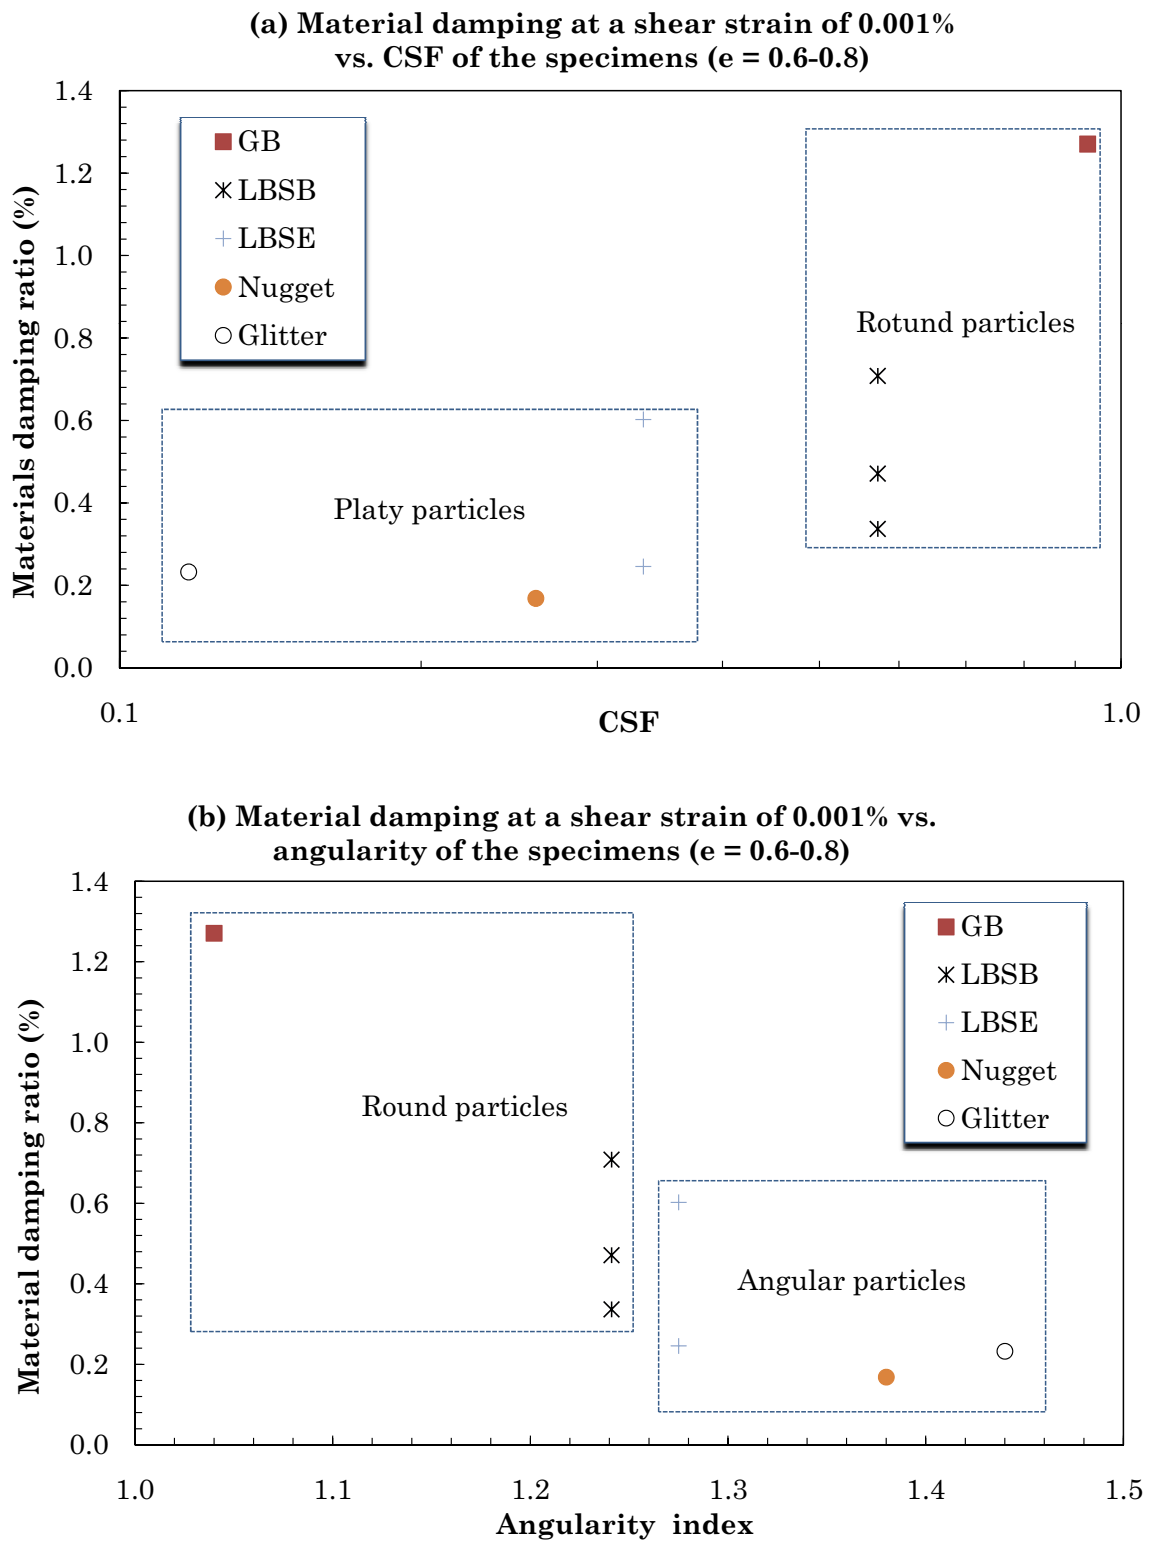 (a) Material damping at a shear strain of 0.001%
vs. CSF of the specimens (e = 0.6-0.8)
1.4
1.2
1.0
0.8
0.6
0.4
0.2
0.0
Materials damping ratio (%)
GB
LBSB
LBSE
Nugget
Glitter
Rotund particles
Platy particles
0.1
1.0
CSF
(b) Material damping at a shear strain of 0.001% vs.
angularity of the specimens (e = 0.6-0.8)
1.4
1.2
1.0
0.8
0.6
0.4
0.2
0.0
Material damping ratio (%)
GB
LBSB
LBSE
Nugget
Glitter
Round particles
Angular particles
1.0
1.1
1.2
1.3
1.4
1.5
Angularity index